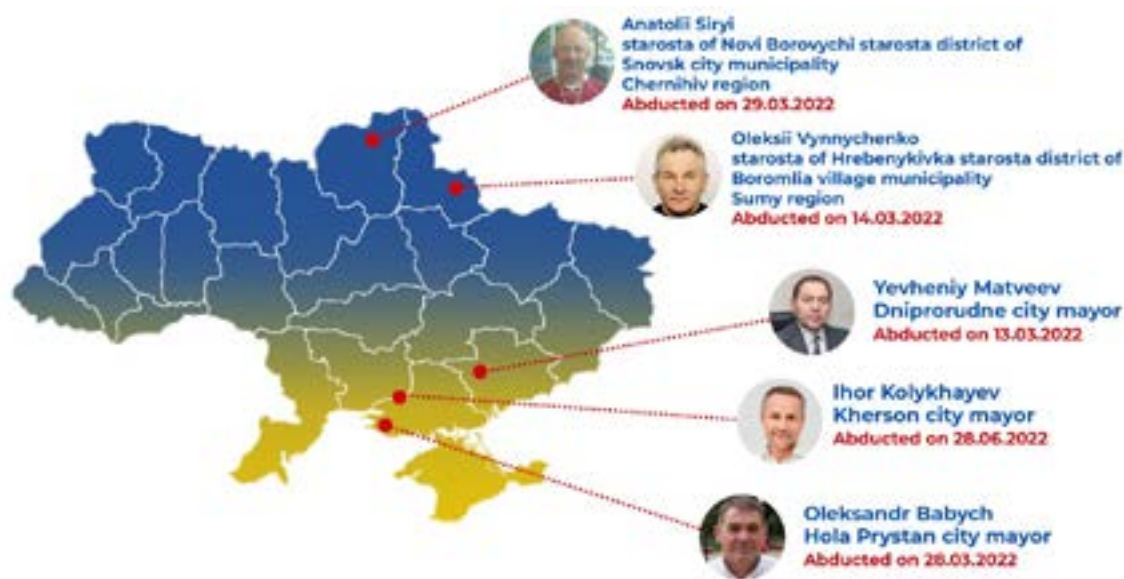 Anatolii Siryi
starosta of Novi Borovychi starosta district of
Snovsk city municipality
Chernihiv region
Abducted on 29.03.2022
Oleksii Vynnychenko
starosta of Hrebenykivka starosta district of
Boromlia village municipality
Sumy region
Abducted on 14.03.2022
Yevheniy Matveev
Dniprorudne city mayor
Abducted on 13.03.2022
Ihor Kolykhayev
Kherson city mayor
Abducted on 28.06.2022
Oleksandr Babych
Hola Prystan city mayor
Abducted on 28.03.2022